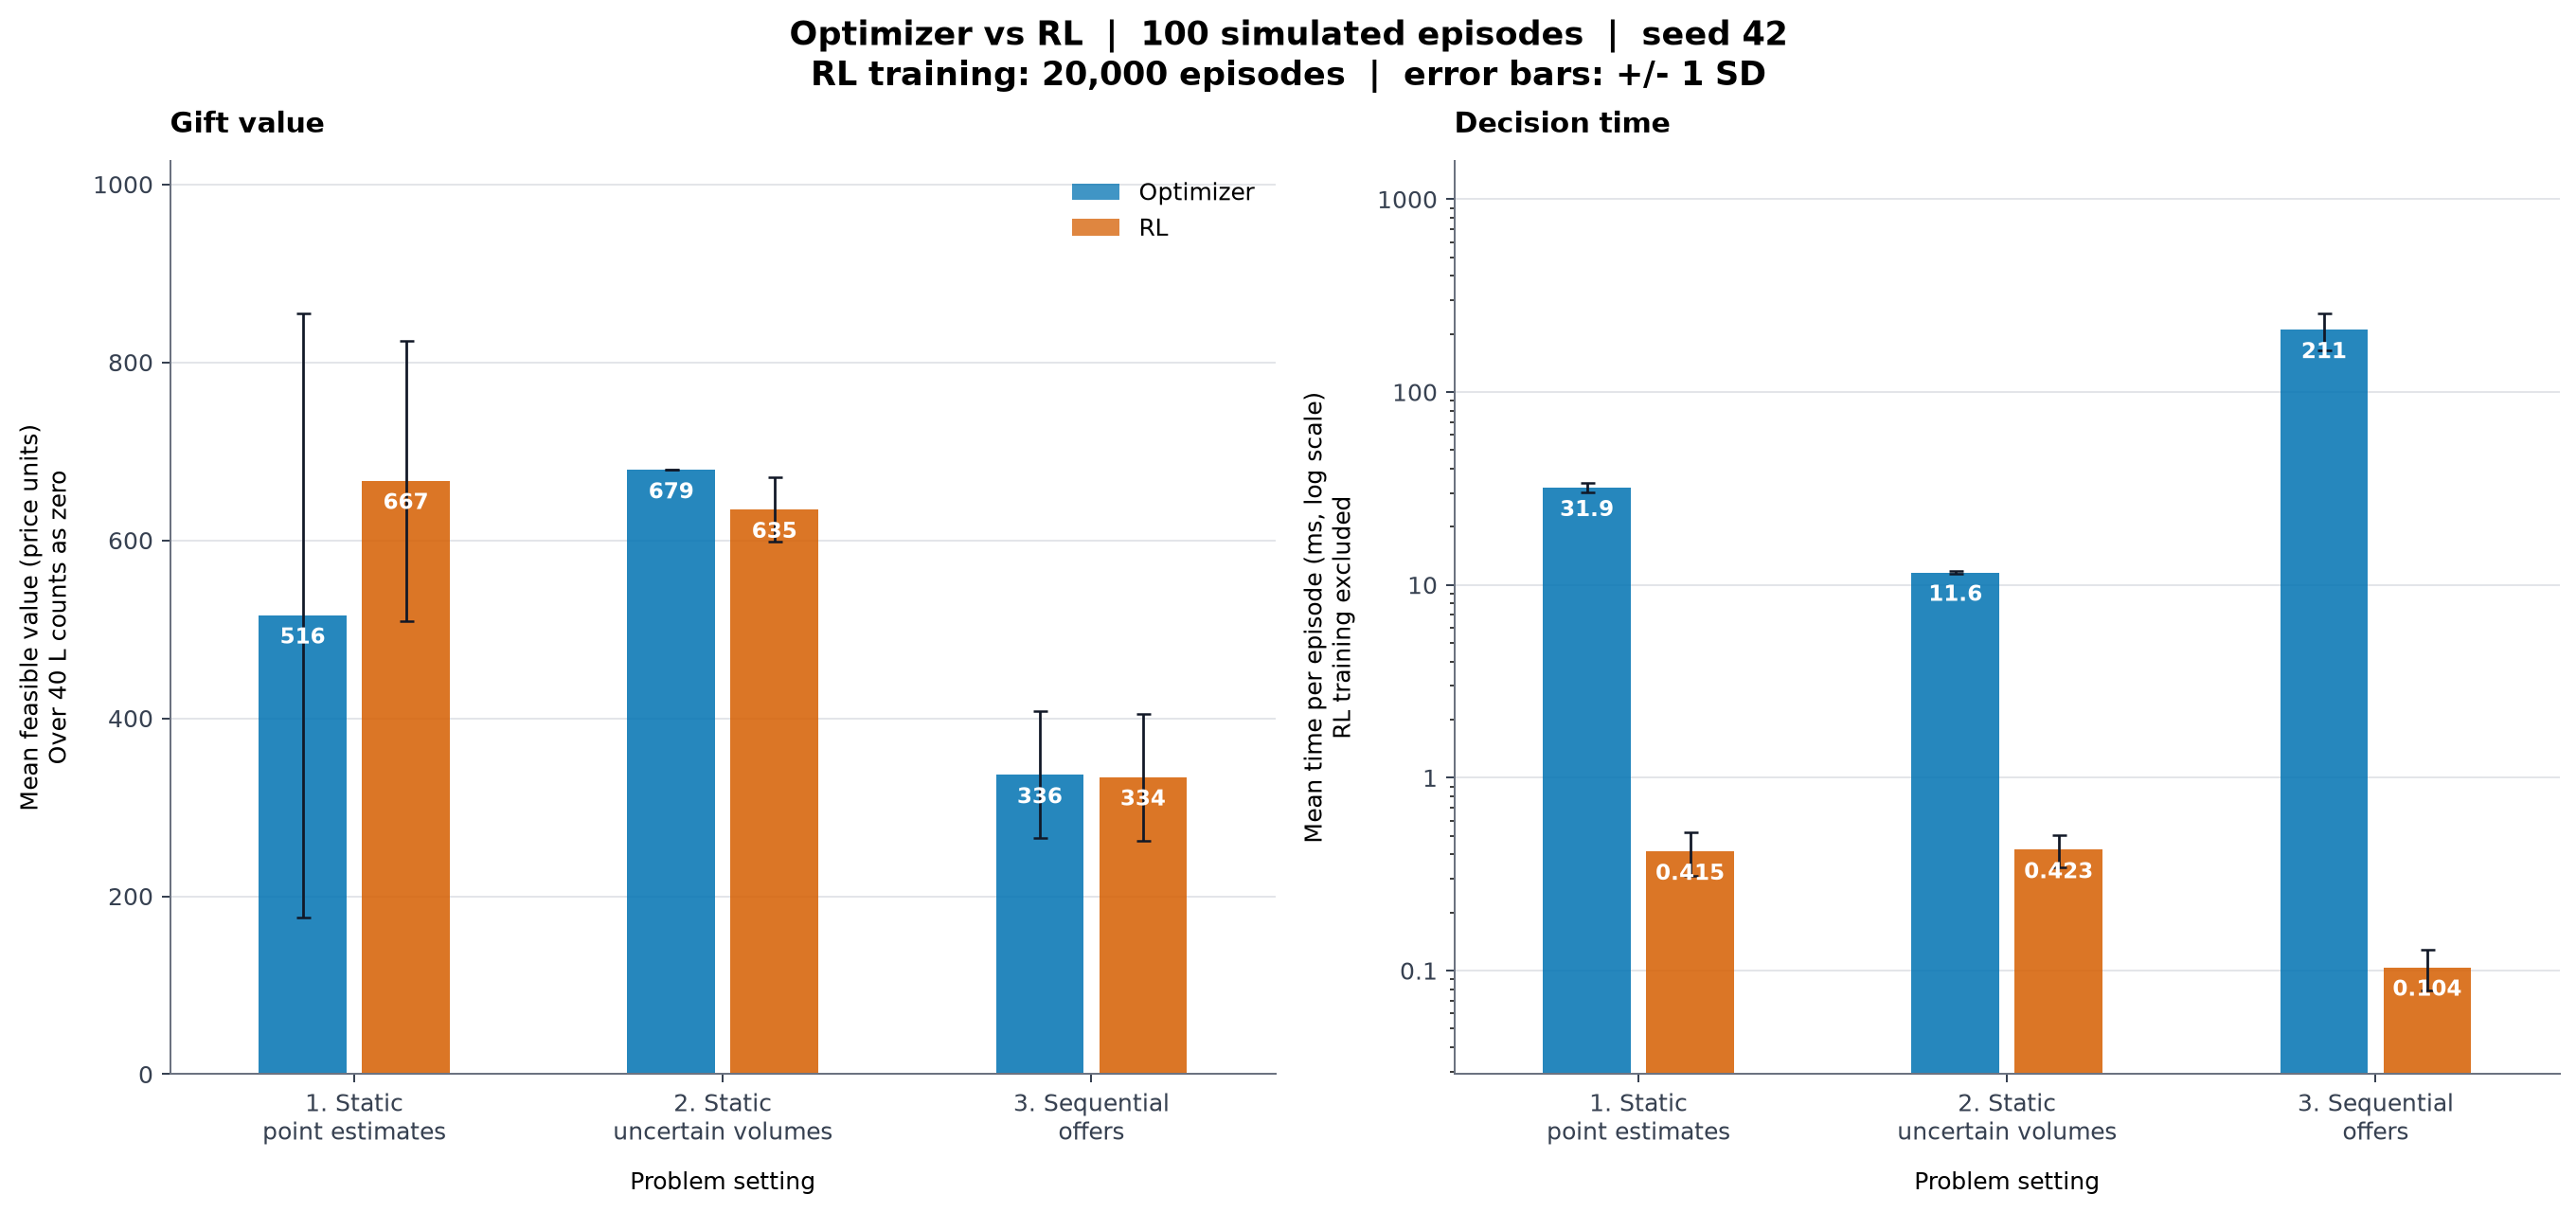 Optimizer vs RL | 100 simulated episodes | seed 42
RL training: 20,000 episodes | error bars: +/- 1 SD
Gift value
Mean feasible value (price units)
Over 40 L counts as zero
1000
800
600
400
200
0
Optimizer
RL
516
667
679
635
336
334
1. Static
point estimates
2. Static
uncertain volumes
3. Sequential
offers
Problem setting
Decision time
Mean time per episode (ms, log scale)
RL training excluded
1000
100
10
1
0.1
31.9
0.415
11.6
0.423
211
0.104
1. Static
point estimates
2. Static
uncertain volumes
3. Sequential
offers
Problem setting